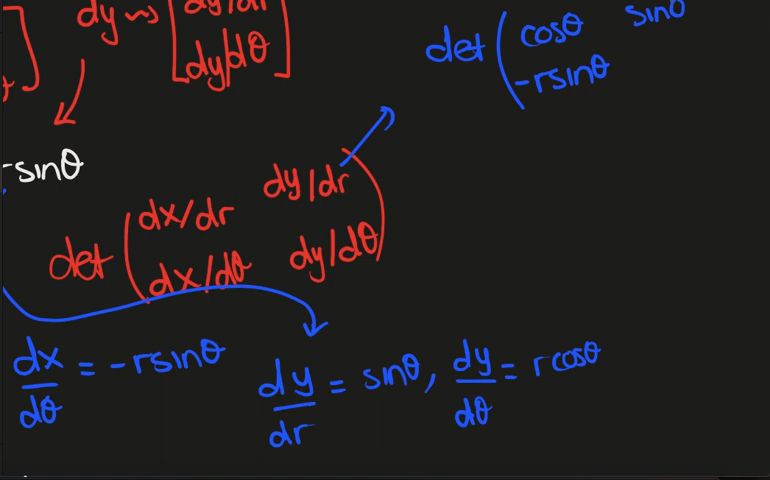 dy [dy/dr
dy/dθ]
det ( cosθ sinθ
-rsinθ
rsinθ
det ( dx/dr dy/dr
dx/dθ dy/dθ )
dx/dθ = -rsinθ
dy/dr = sinθ, dy/dθ = rcosθ